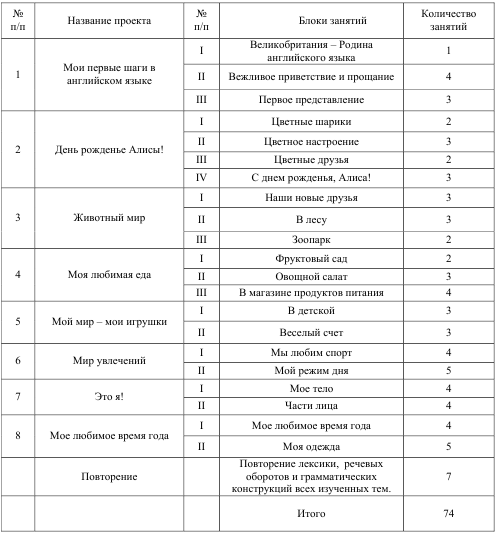 № п/п Название проекта № п/п Блоки занятий Количество занятий
1 Мои первые шаги в английском языке I Великобритания – Родина английского языка 1
II Вежливое приветствие и прощание 4
III Первое представление 3
2 День рожденье Алисы! I Цветные шарики 2
II Цветное настроение 3
III Цветные друзья 2
IV С днем рожденья, Алиса! 3
3 Животный мир I Наши новые друзья 3
II В лесу 3
III Зоопарк 2
4 Моя любимая еда I Фруктовый сад 2
II Овощной салат 3
III В магазине продуктов питания 4
5 Мой мир – мои игрушки I В детской 3
II Веселый счет 3
6 Мир увлечений I Мы любим спорт 4
II Мой режим дня 5
7 Это я! I Мое тело 4
II Части лица 4
8 Мое любимое время года I Мое любимое время года 4
II Моя одежда 5
Повторение Повторение лексики, речевых оборотов и грамматических конструкций всех изученных тем. 7
Итого 74